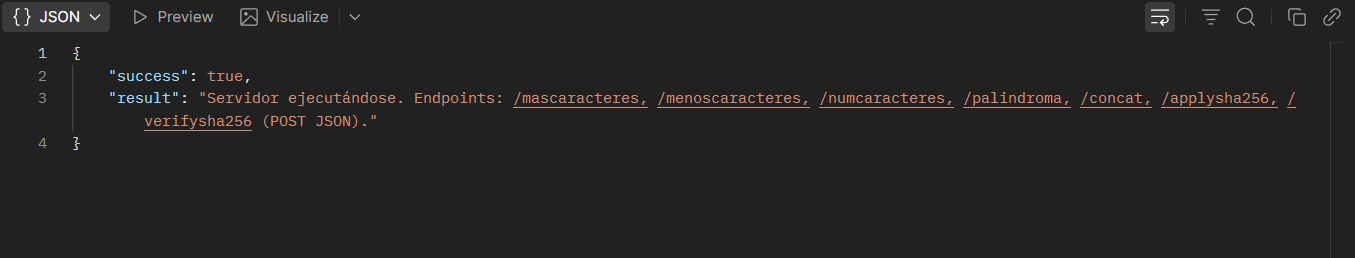 {} JSON Preview Visualize
1 {
2 "success": true,
3 "result": "Servidor ejecutándose. Endpoints: /mascaracteres, /menoscaracteres, /numcaracteres, /palindroma, /concat, /applysha256, /
verifysha256 (POST JSON)."
4 }